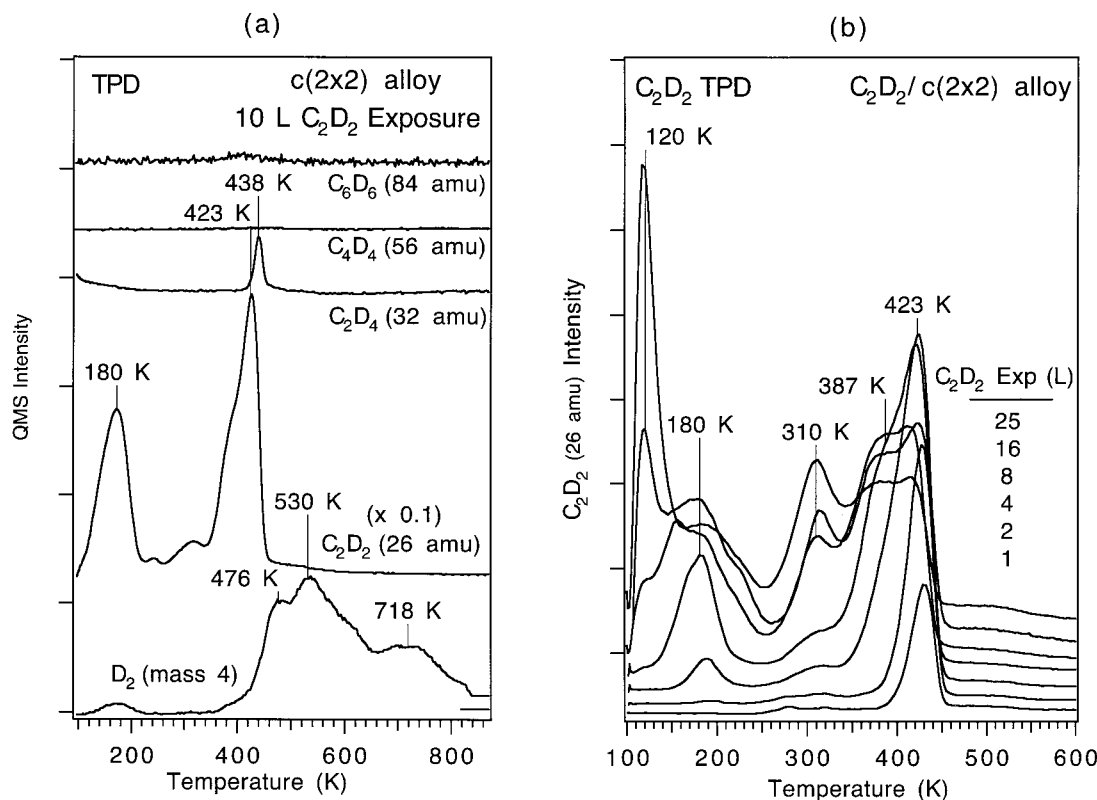 (a)
TPD
c(2x2) alloy
10 L C₂D₂ Exposure
C₆D₆ (84 amu)
438 K
423 K
C₄D₄ (56 amu)
C₂D₄ (32 amu)
180 K
530 K
(x 0.1)
C₂D₂ (26 amu)
476 K
718 K
D₂ (mass 4)
QMS Intensity
200 400 600 800
Temperature (K)
(b)
C₂D₂ TPD
C₂D₂/ c(2x2) alloy
120 K
423 K
C₂D₂ Exp (L)
387 K
180 K
310 K
25
16
8
4
2
1
C₂D₂ (26 amu) Intensity
100 200 300 400 500 600
Temperature (K)